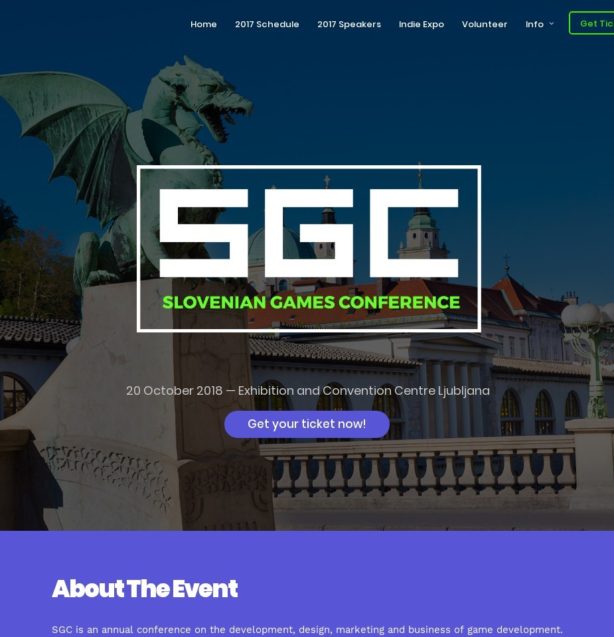 Home 2017 Schedule 2017 Speakers Indie Expo Volunteer Info
SGC
SLOVENIAN GAMES CONFERENCE
20 October 2018 — Exhibition and Convention Centre Ljubljana
Get your ticket now!
About The Event
SGC is an annual conference on the development, design, marketing and business of game development.